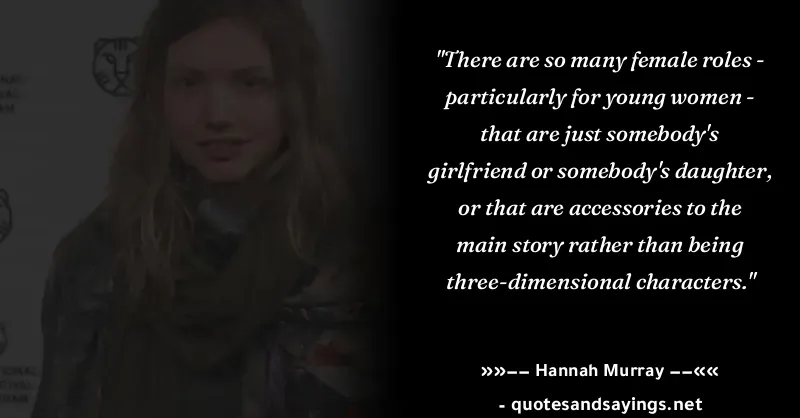 "There are so many female roles -
particularly for young women -
that are just somebody's
girlfriend or somebody's daughter,
or that are accessories to the
main story rather than being
three-dimensional characters."
»»−− Hannah Murray −−««
- quotesandsayings.net